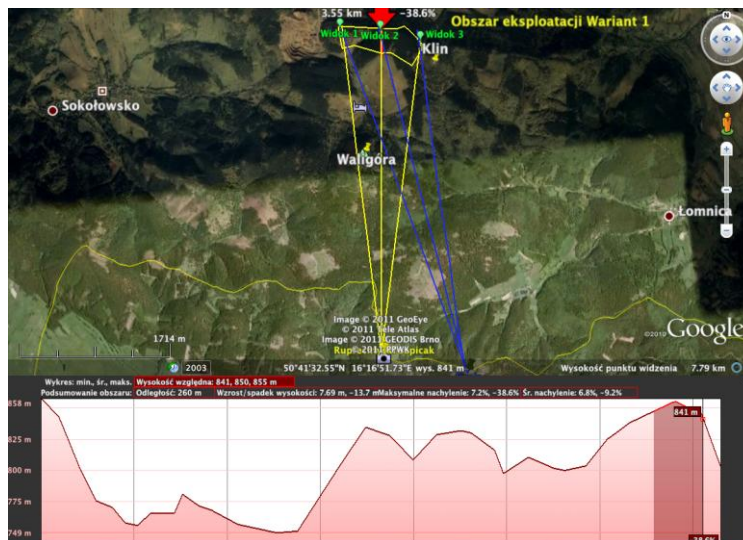 3.55 km
-38.6%
Obszar eksploatacji Wariant 1
N
Widok 1
Widok 2
Widok 3
Klin
Sokołowsko
Waligóra
Łomnica
Image © 2011 GeoEye
© 2011 Tele Atlas
Image © 2011 GEODIS Brno
1714 m
©2010 Google
2003
50°41'32.55"N 16°16'51.73"E wys. 841 m
Wysokość punktu widzenia 7.79 km
Wykres: min., śr., maks. Wysokość względna: 841, 850, 855 m
Podsumowanie obszaru: Odległość: 260 m Wzrost/spadek wysokości: 7.69 m, -13.7 m Maksymalne nachylenie: 7.2%, -38.6% Śr. nachylenie: 6.8%, -9.2%
858 m
841 m
825 m
800 m
775 m
749 m
-38.6%